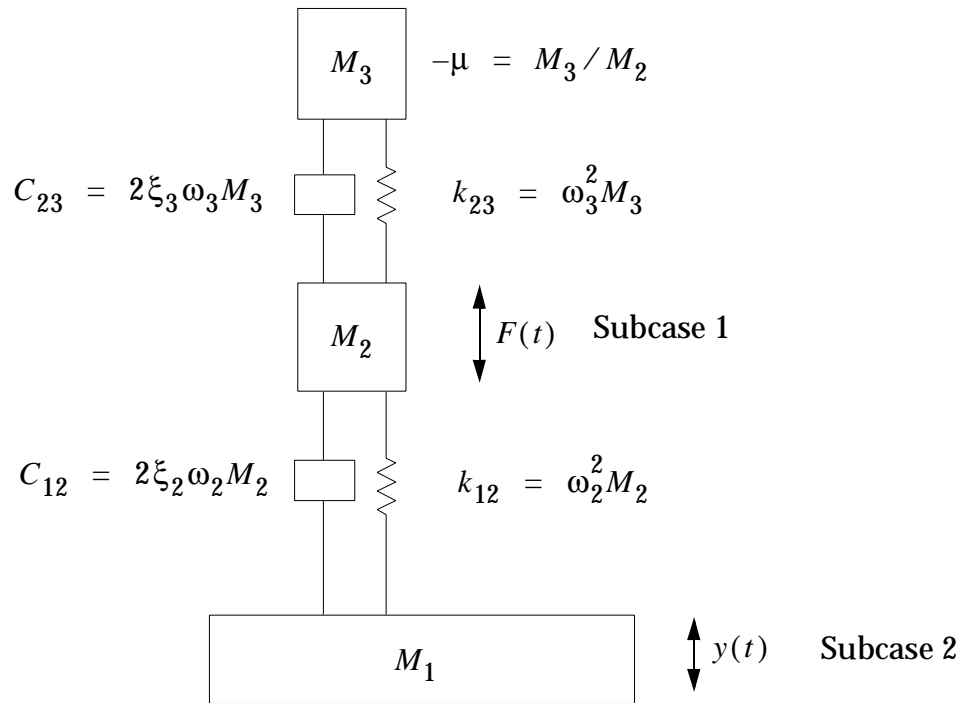 M₃ −μ = M₃ / M₂
C₂₃ = 2ξ₃ω₃M₃ k₂₃ = ω₃²M₃
M₂ F(t) Subcase 1
C₁₂ = 2ξ₂ω₂M₂ k₁₂ = ω₂²M₂
M₁ y(t) Subcase 2